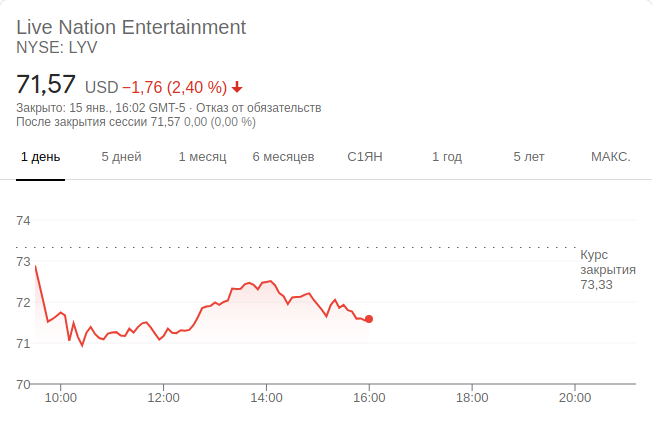 Live Nation Entertainment
NYSE: LYV
71,57 USD −1,76 (2,40 %)
Закрыто: 15 янв., 16:02 GMT-5 · Отказ от обязательств
После закрытия сессии 71,57 0,00 (0,00 %)
1 день 5 дней 1 месяц 6 месяцев С1ЯН 1 год 5 лет МАКС.
74
Курс
закрытия
73,33
73
72
71
70
10:00 12:00 14:00 16:00 18:00 20:00